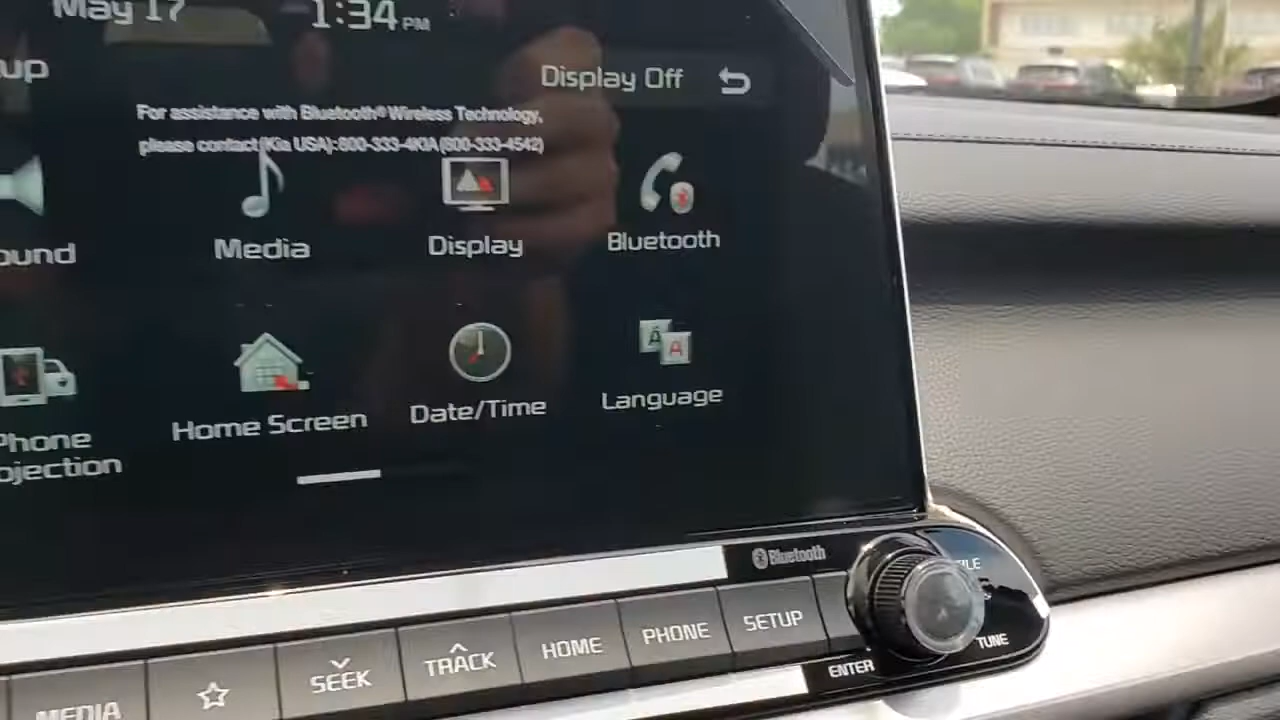 May 17
1:34 PM
up
Display Off
For assistance with Bluetooth® Wireless Technology,
please contact(Kia USA):800-333-4KIA(800-333-4542)
ound
Media
Display
Bluetooth
A
A
Phone
ojection
Home Screen
Date/Time
Language
Bluetooth
MEDIA
SEEK
TRACK
HOME
PHONE
SETUP
ILE
TUNE
ENTER